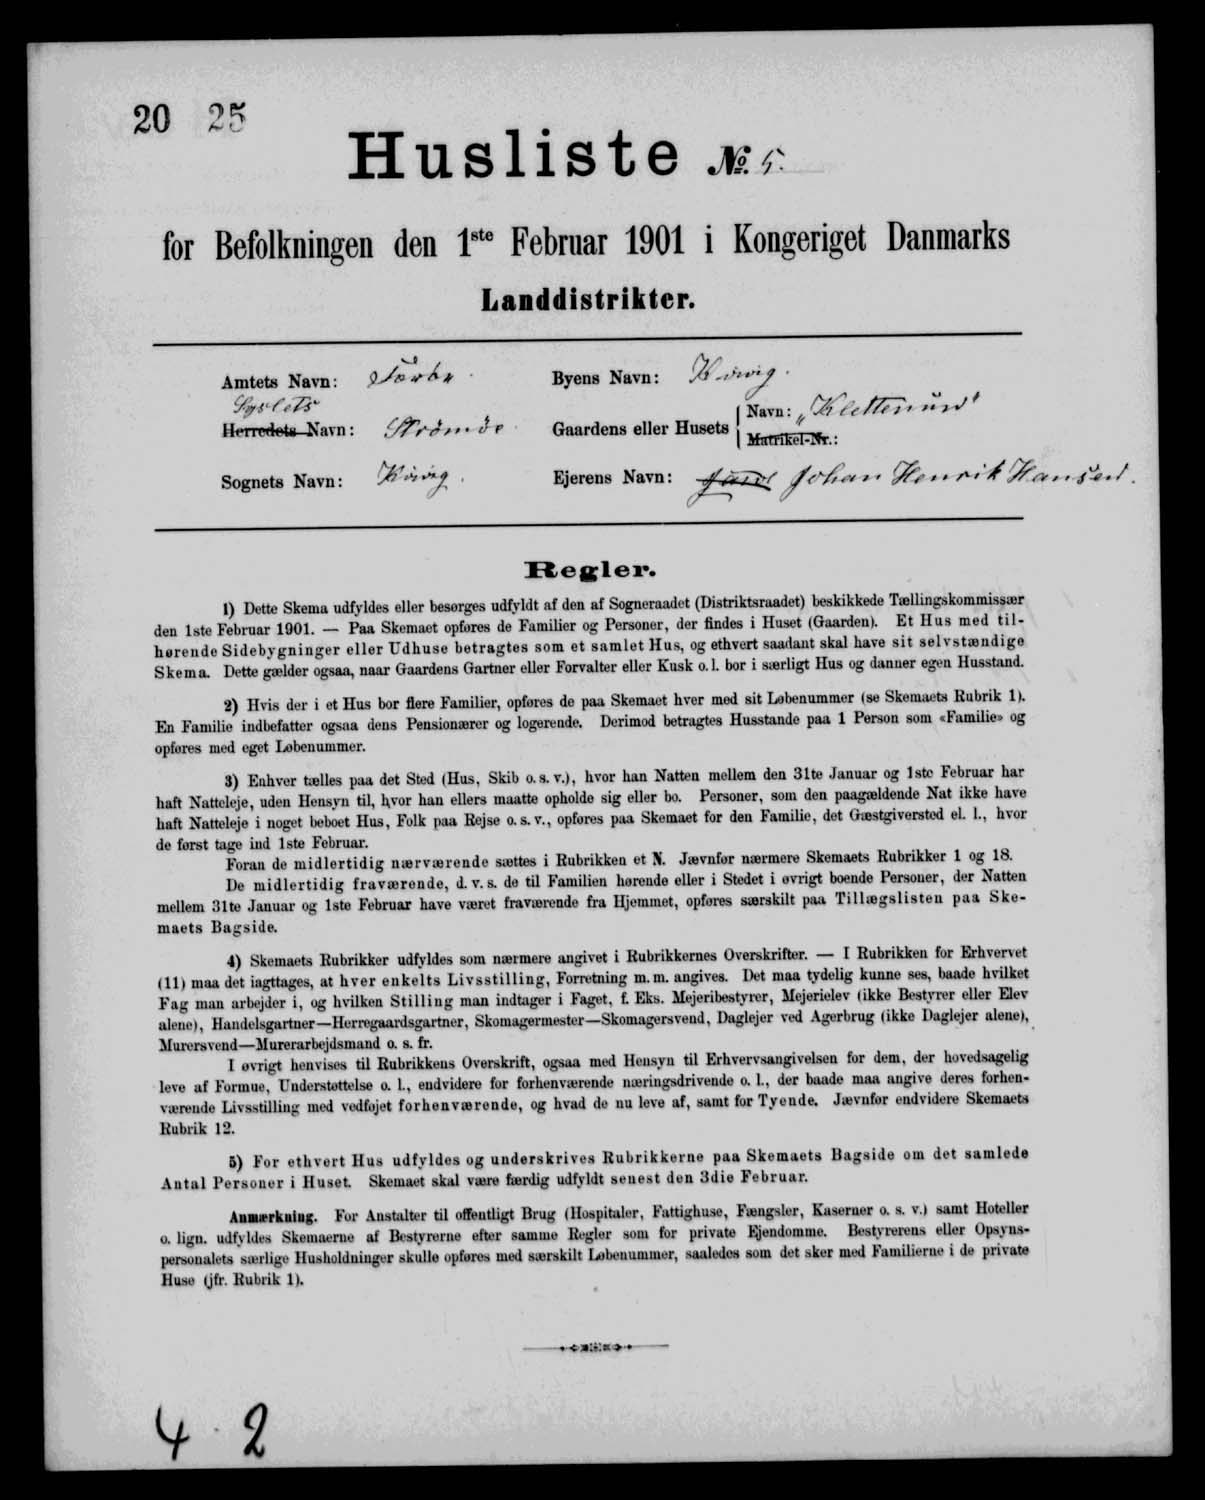 20 25
Husliste No. 5.
for Befolkningen den 1ste Februar 1901 i Kongeriget Danmarks
Landdistrikter.
Amtets Navn: Færöe. Byens Navn: Kvivig.
Syslets
Herredets Navn: Strömöe. Gaardens eller Husets Navn: „Klettenum“
Matrikel-Nr.:
Sognets Navn: Kvivig. Ejerens Navn: Johan Henrik Hansen.
Regler.
1) Dette Skema udfyldes eller besørges udfyldt af den af Sogneraadet (Distriktsraadet) beskikkede Tællingskommissær
den 1ste Februar 1901. — Paa Skemaet opføres de Familier og Personer, der findes i Huset (Gaarden). Et Hus med til-
hørende Sidebygninger eller Udhuse betragtes som et samlet Hus, og ethvert saadant skal have sit selvstændige
Skema. Dette gælder ogsaa, naar Gaardens Gartner eller Forvalter eller Kusk o. l. bor i særligt Hus og danner egen Husstand.
2) Hvis der i et Hus bor flere Familier, opføres de paa Skemaet hver med sit Løbenummer (se Skemaets Rubrik 1).
En Familie indbefatter ogsaa dens Pensionærer og logerende. Derimod betragtes Husstande paa 1 Person som «Familie» og
opføres med eget Løbenummer.
3) Enhver tælles paa det Sted (Hus, Skib o. s. v.), hvor han Natten mellem den 31te Januar og 1ste Februar har
haft Natteleje, uden Hensyn til, hvor han ellers maatte opholde sig eller bo. Personer, som den paagældende Nat ikke have
haft Natteleje i noget beboet Hus, Folk paa Rejse o. s. v., opføres paa Skemaet for den Familie, det Gæstgiversted el. l., hvor
de først tage ind 1ste Februar.
Foran de midlertidig nærværende sættes i Rubrikken et N. Jævnfør nærmere Skemaets Rubrikker 1 og 18.
De midlertidig fraværende, d. v. s. de til Familien hørende eller i Stedet i øvrigt boende Personer, der Natten
mellem 31te Januar og 1ste Februar have været fraværende fra Hjemmet, opføres særskilt paa Tillægslisten paa Ske-
maets Bagside.
4) Skemaets Rubrikker udfyldes som nærmere angivet i Rubrikkernes Overskrifter. — I Rubrikken for Erhvervet
(11) maa det iagttages, at hver enkelts Livsstilling, Forretning m. m. angives. Det maa tydelig kunne ses, baade hvilket
Fag man arbejder i, og hvilken Stilling man indtager i Faget, f. Eks. Mejeribestyrer, Mejerielev (ikke Bestyrer eller Elev
alene), Handelsgartner—Herregaardsgartner, Skomagermester—Skomagersvend, Daglejer ved Agerbrug (ikke Daglejer alene),
Murersvend—Murerarbejdsmand o. s. fr.
I øvrigt henvises til Rubrikkens Overskrift, ogsaa med Hensyn til Erhvervsangivelsen for dem, der hovedsagelig
leve af Formue, Understøttelse o. l., endvidere for forhenværende næringsdrivende o. l., der baade maa angive deres forhen-
værende Livsstilling med vedføjet forhenværende, og hvad de nu leve af, samt for Tyende. Jævnfør endvidere Skemaets
Rubrik 12.
5) For ethvert Hus udfyldes og underskrives Rubrikkerne paa Skemaets Bagside om det samlede
Antal Personer i Huset. Skemaet skal være færdig udfyldt senest den 3die Februar.
Anmærkning. For Anstalter til offentligt Brug (Hospitaler, Fattighuse, Fængsler, Kaserner o. s. v.) samt Hoteller
o. lign. udfyldes Skemaerne af Bestyrerne efter samme Regler som for private Ejendomme. Bestyrerens eller Opsyns-
personalets særlige Husholdninger skulle opføres med særskilt Løbenummer, saaledes som det sker med Familierne i de private
Huse (jfr. Rubrik 1).
4 2